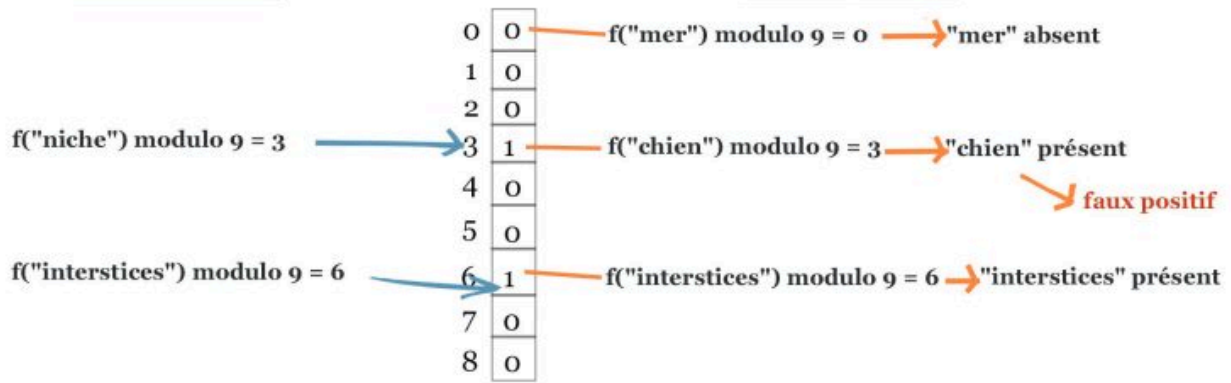 0 0 f("mer") modulo 9 = 0 "mer" absent
1 0
2 0
f("niche") modulo 9 = 3 3 1 f("chien") modulo 9 = 3 "chien" présent
4 0
faux positif
5 0
f("interstices") modulo 9 = 6 6 1 f("interstices") modulo 9 = 6 "interstices" présent
7 0
8 0